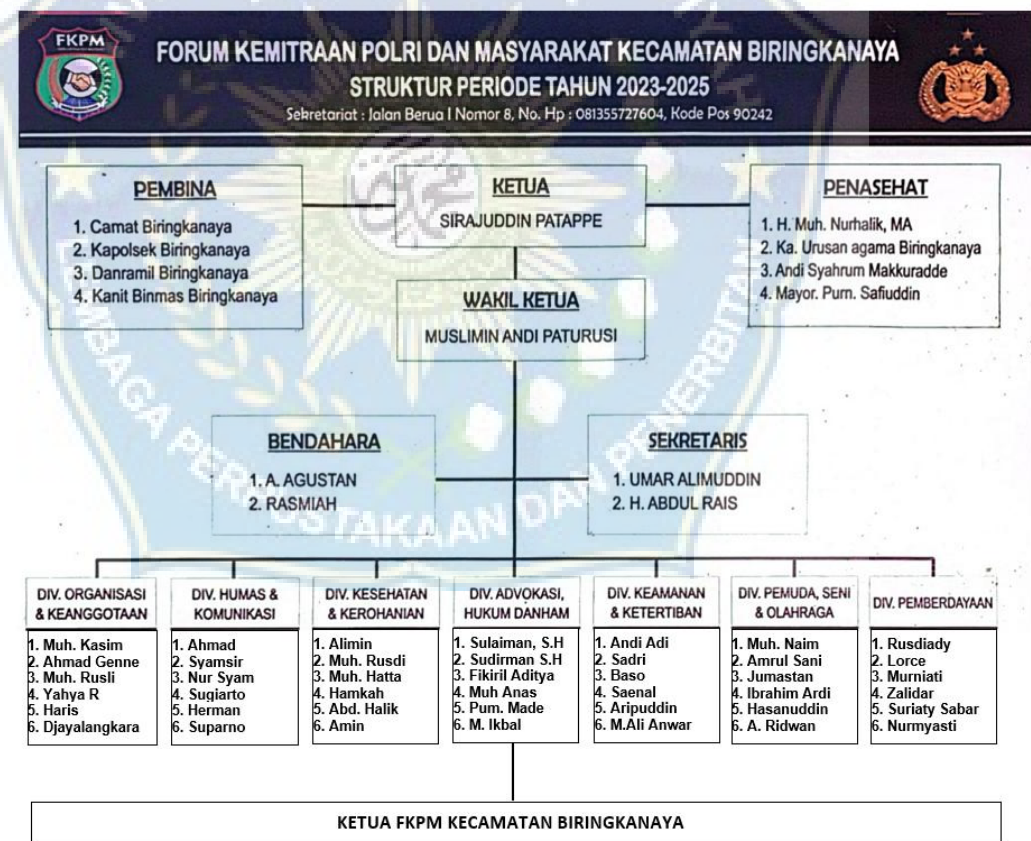 FKPM
FORUM KEMITRAAN POLRI DAN MASYARAKAT KECAMATAN BIRINGKANAYA
STRUKTUR PERIODE TAHUN 2023-2025
Sekretariat : Jalan Berua I Nomor 8, No. Hp : 081355727604, Kode Pos 90242
PEMBINA
1. Camat Biringkanaya
2. Kapolsek Biringkanaya
3. Danramil Biringkanaya
4. Kanit Binmas Biringkanaya
KETUA
SIRAJUDDIN PATAPPE
PENASEHAT
1. H. Muh. Nurhalik, MA
2. Ka. Urusan agama Biringkanaya
3. Andi Syahrum Makkuradde
4. Mayor. Purn. Safiuddin
WAKIL KETUA
MUSLIMIN ANDI PATURUSI
BENDAHARA
1. A. AGUSTAN
2. RASMIAH
SEKRETARIS
1. UMAR ALIMUDDIN
2. H. ABDUL RAIS
LEMBAGA PERPUSTAKAAN DAN PENERBITAN
DIV. ORGANISASI
& KEANGGOTAAN
1. Muh. Kasim
2. Ahmad Genne
3. Muh. Rusli
4. Yahya R
5. Haris
6. Djayalangkara
DIV. HUMAS &
KOMUNIKASI
1. Ahmad
2. Syamsir
3. Nur Syam
4. Sugiarto
5. Herman
6. Suparno
DIV. KESEHATAN
& KEROHANIAN
1. Alimin
2. Muh. Rusdi
3. Muh. Hatta
4. Hamkah
5. Abd. Halik
6. Amin
DIV. ADVOKASI,
HUKUM DANHAM
1. Sulaiman, S.H
2. Sudirman S.H
3. Fikiril Aditya
4. Muh Anas
5. Pum. Made
6. M. Ikbal
DIV. KEAMANAN
& KETERTIBAN
1. Andi Adi
2. Sadri
3. Baso
4. Saenal
5. Aripuddin
6. M.Ali Anwar
DIV. PEMUDA, SENI
& OLAHRAGA
1. Muh. Naim
2. Amrul Sani
3. Jumastan
4. Ibrahim Ardi
5. Hasanuddin
6. A. Ridwan
DIV. PEMBERDAYAAN
1. Rusdiady
2. Lorce
3. Murniati
4. Zalidar
5. Suriaty Sabar
6. Nurmyasti
KETUA FKPM KECAMATAN BIRINGKANAYA